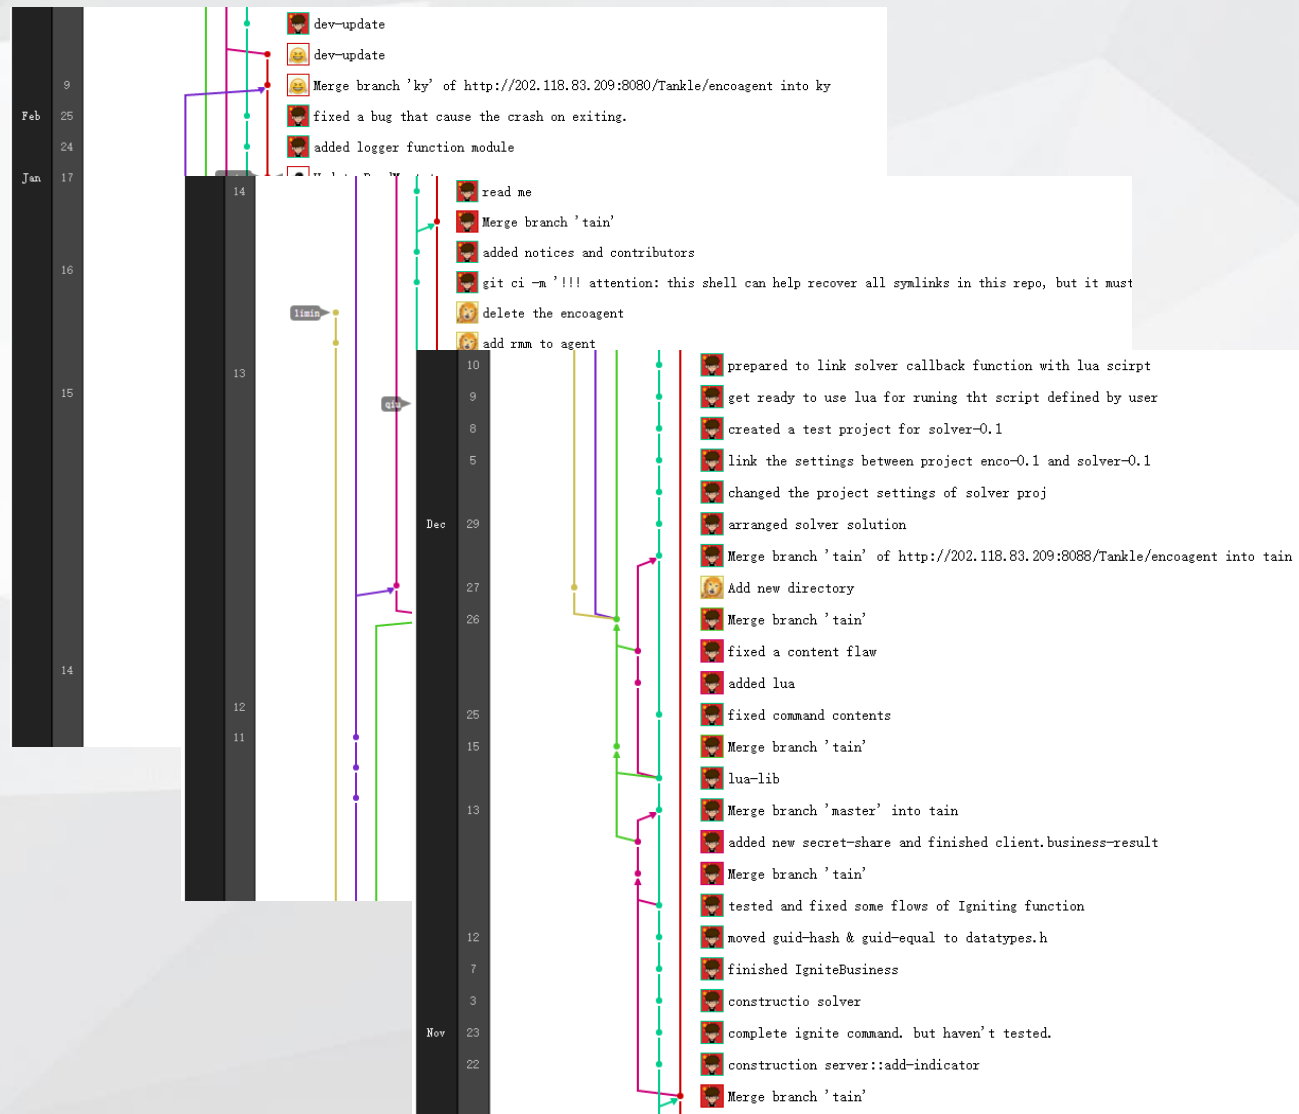 dev-update
dev-update
9 Merge branch 'ky' of http://202.118.83.209:8080/Tankle/encoagent into ky
Feb 25 fixed a bug that cause the crash on exiting.
24 added logger function module
Jan 17
16
15
14
14 read me
Merge branch 'tain'
added notices and contributors
git ci -m '!!! attention: this shell can help recover all symlinks in this repo, but it must
limin delete the encoagent
add rmm to agent
13
qiu
12
11
10 prepared to link solver callback function with lua scirpt
9 get ready to use lua for runing tht script defined by user
8 created a test project for solver-0.1
5 link the settings between project enco-0.1 and solver-0.1
changed the project settings of solver proj
Dec 29 arranged solver solution
Merge branch 'tain' of http://202.118.83.209:8088/Tankle/encoagent into tain
27 Add new directory
26 Merge branch 'tain'
fixed a content flaw
added lua
25 fixed command contents
15 Merge branch 'tain'
lua-lib
13 Merge branch 'master' into tain
added new secret-share and finished client.business-result
Merge branch 'tain'
tested and fixed some flows of Igniting function
12 moved guid-hash & guid-equal to datatypes.h
7 finished IgniteBusiness
3 constructio solver
Nov 23 complete ignite command. but haven't tested.
22 construction server::add-indicator
Merge branch 'tain'